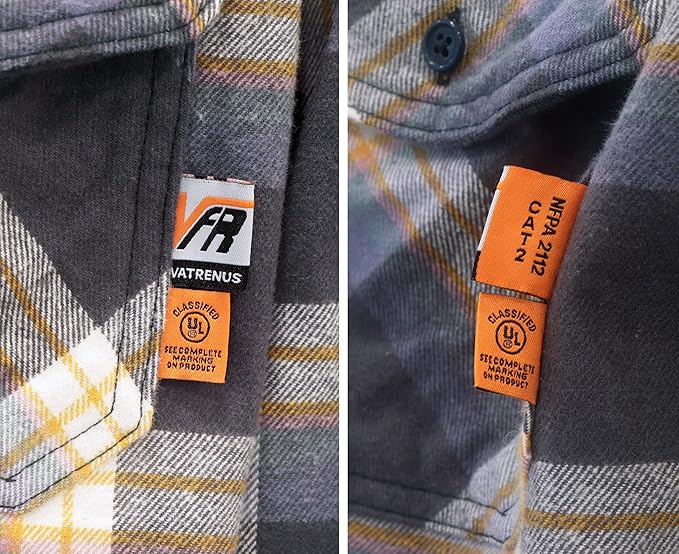 FR
VATRENUS
CLASSIFIED
UL
®
SEE COMPLETE
MARKING
ON PRODUCT
NFPA 2112
CAT 2
CLASSIFIED
UL
®
SEE COMPLETE
MARKING
ON PRODUCT